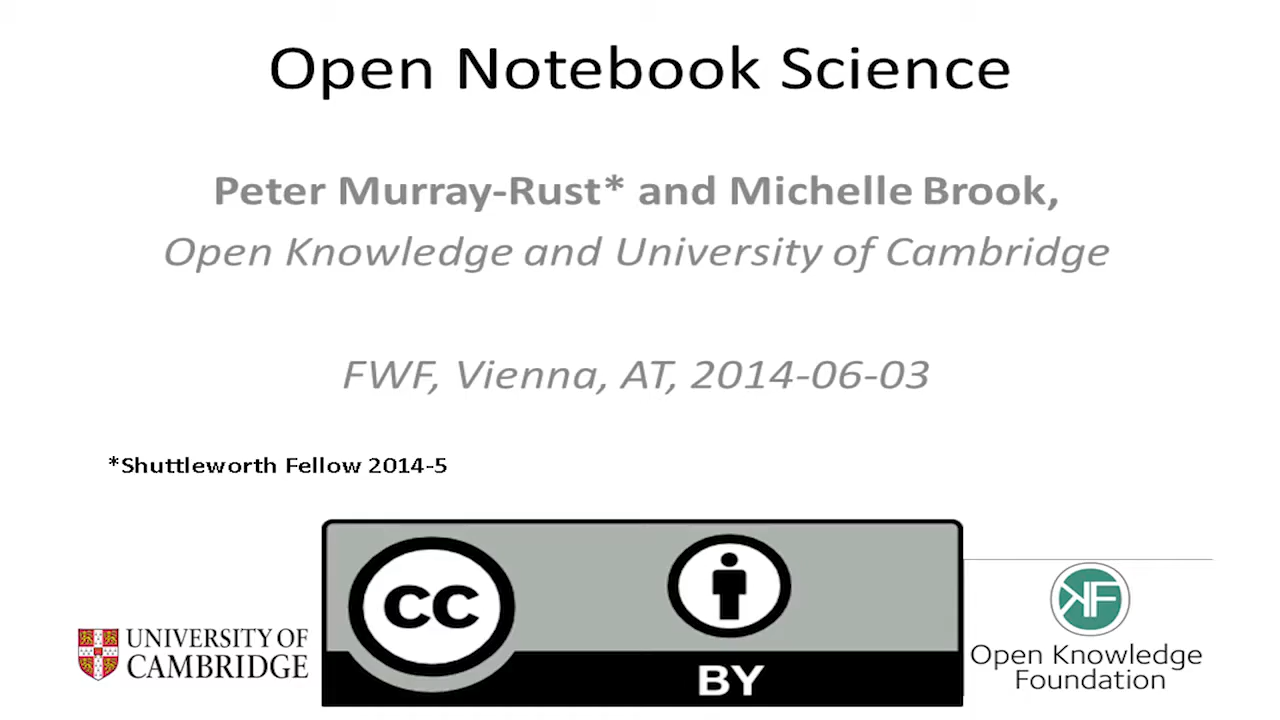 Open Notebook Science
Peter Murray-Rust* and Michelle Brook,
Open Knowledge and University of Cambridge
FWF, Vienna, AT, 2014-06-03
*Shuttleworth Fellow 2014-5
UNIVERSITY OF
CAMBRIDGE
CC
BY
KF
Open Knowledge
Foundation